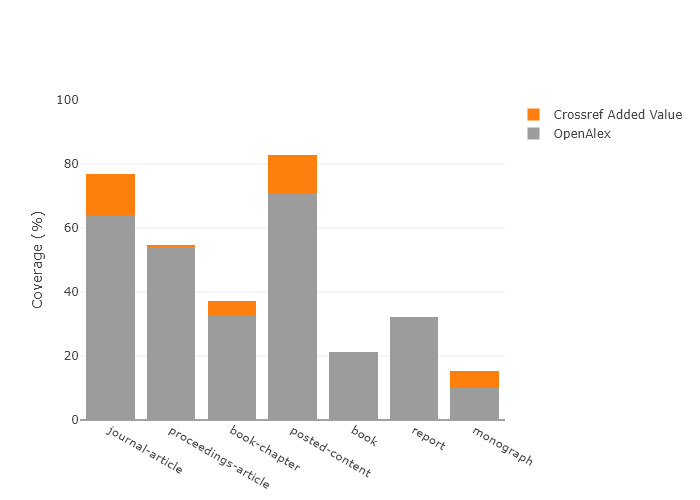 100
80
60
40
20
0
Coverage (%)
journal-article
proceedings-article
book-chapter
posted-content
book
report
monograph
Crossref Added Value
OpenAlex